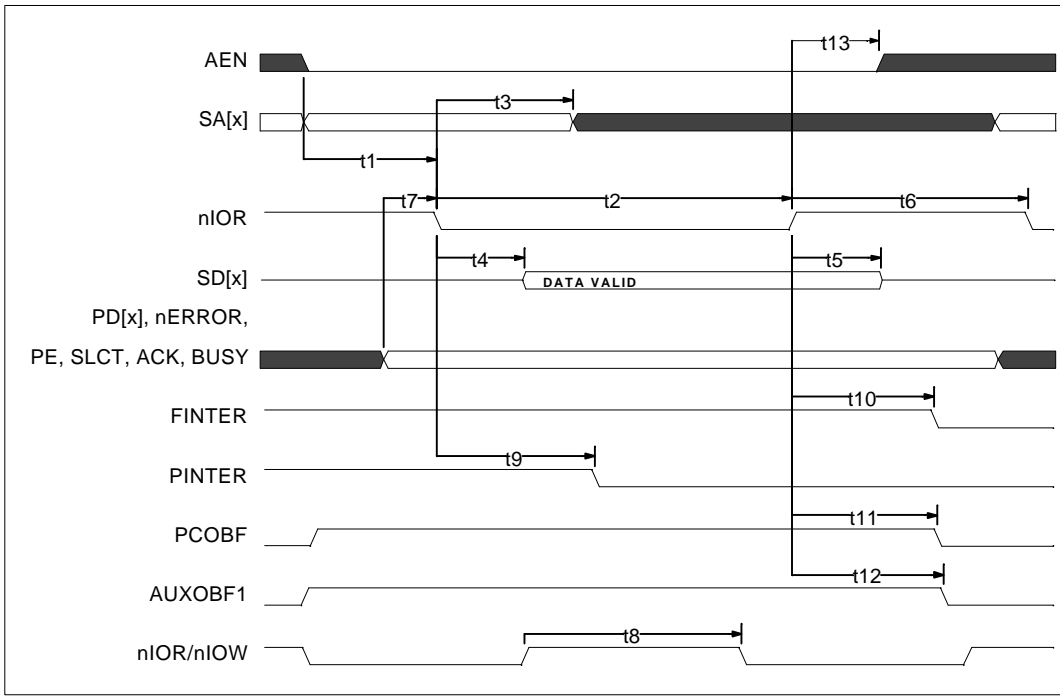 t13
AEN
t3
SA[x]
t1
t7
t2
t6
nIOR
t4
t5
SD[x]
DATA VALID
PD[x], nERROR,
PE, SLCT, ACK, BUSY
t10
FINTER
t9
PINTER
t11
PCOBF
t12
AUXOBF1
t8
nIOR/nIOW